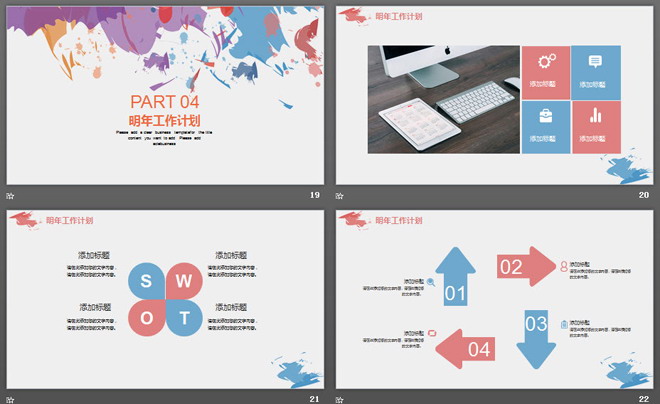 PART 04
明年工作计划
Please add a clear business template for the title
content you want to add. Please add
a clebusiness
19
明年工作计划
添加标题
添加标题
添加标题
添加标题
20
明年工作计划
添加标题
请在此添加您的文字内容,
请在此添加您的文字内容。
添加标题
请在此添加您的文字内容,
请在此添加您的文字内容。
S
W
O
T
添加标题
请在此添加您的文字内容,
请在此添加您的文字内容。
添加标题
请在此添加您的文字内容,
请在此添加您的文字内容。
21
明年工作计划
添加标题
01
02
添加标题
添加标题
04
03
添加标题
22